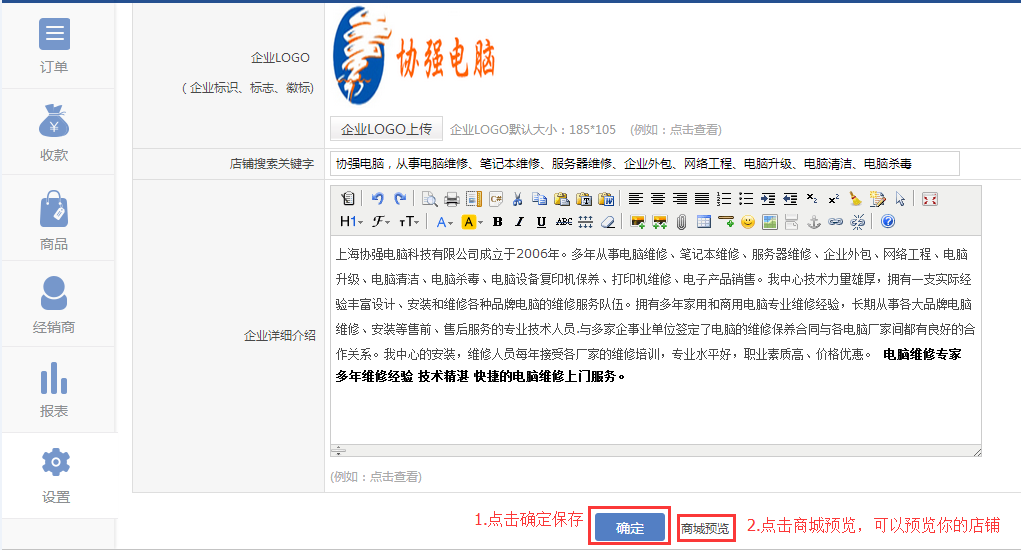 订单
收款
商品
经销商
报表
设置
企业LOGO
( 企业标识、标志、徽标)
协强电脑
企业LOGO上传 企业LOGO默认大小：185*105 (例如：点击查看)
店铺搜索关键字
协强电脑，从事电脑维修、笔记本维修、服务器维修、企业外包、网络工程、电脑升级、电脑清洁、电脑杀毒
H1 ℱ тT A A B I U ABC
企业详细介绍
上海协强电脑科技有限公司成立于2006年。多年从事电脑维修、笔记本维修、服务器维修、企业外包、网络工程、电脑
升级、电脑清洁、电脑杀毒、电脑设备复印机保养、打印机维修、电子产品销售。我中心技术力量雄厚，拥有一支实际经
验丰富设计、安装和维修各种品牌电脑的维修服务队伍。拥有多年家用和商用电脑专业维修经验，长期从事各大品牌电脑
维修、安装等售前、售后服务的专业技术人员.与多家企事业单位签定了电脑的维修保养合同与各电脑厂家间都有良好的合
作关系。我中心的安装，维修人员每年接受各厂家的维修培训，专业水平好，职业素质高、价格优惠。 电脑维修专家
多年维修经验 技术精湛 快捷的电脑维修上门服务。
(例如：点击查看)
1.点击确定保存 确定 商城预览 2.点击商城预览，可以预览你的店铺